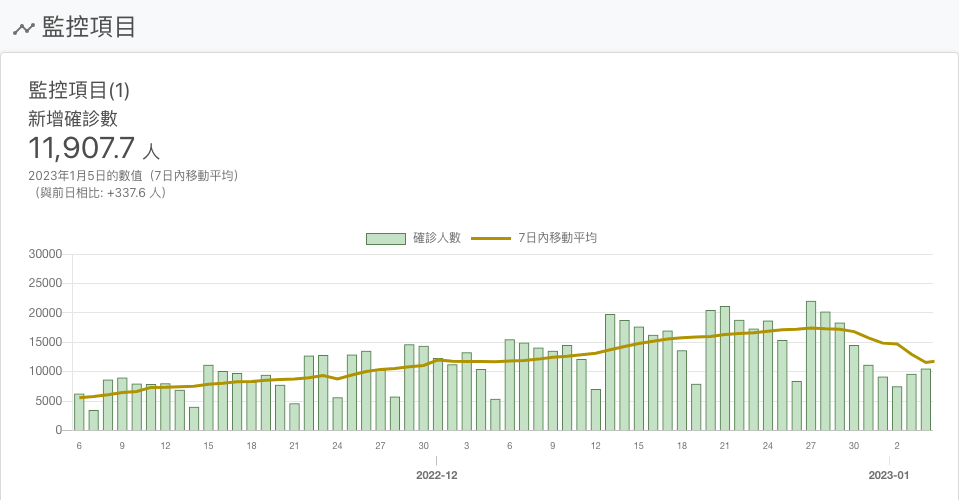 監控項目
監控項目(1)
新增確診數
11,907.7 人
2023年1月5日的數值（7日內移動平均）
（與前日相比: +337.6 人）
確診人數 7日內移動平均
30000
25000
20000
15000
10000
5000
0
6 9 12 15 18 21 24 27 30 3 6 9 12 15 18 21 24 27 30 2
2022-12 2023-01